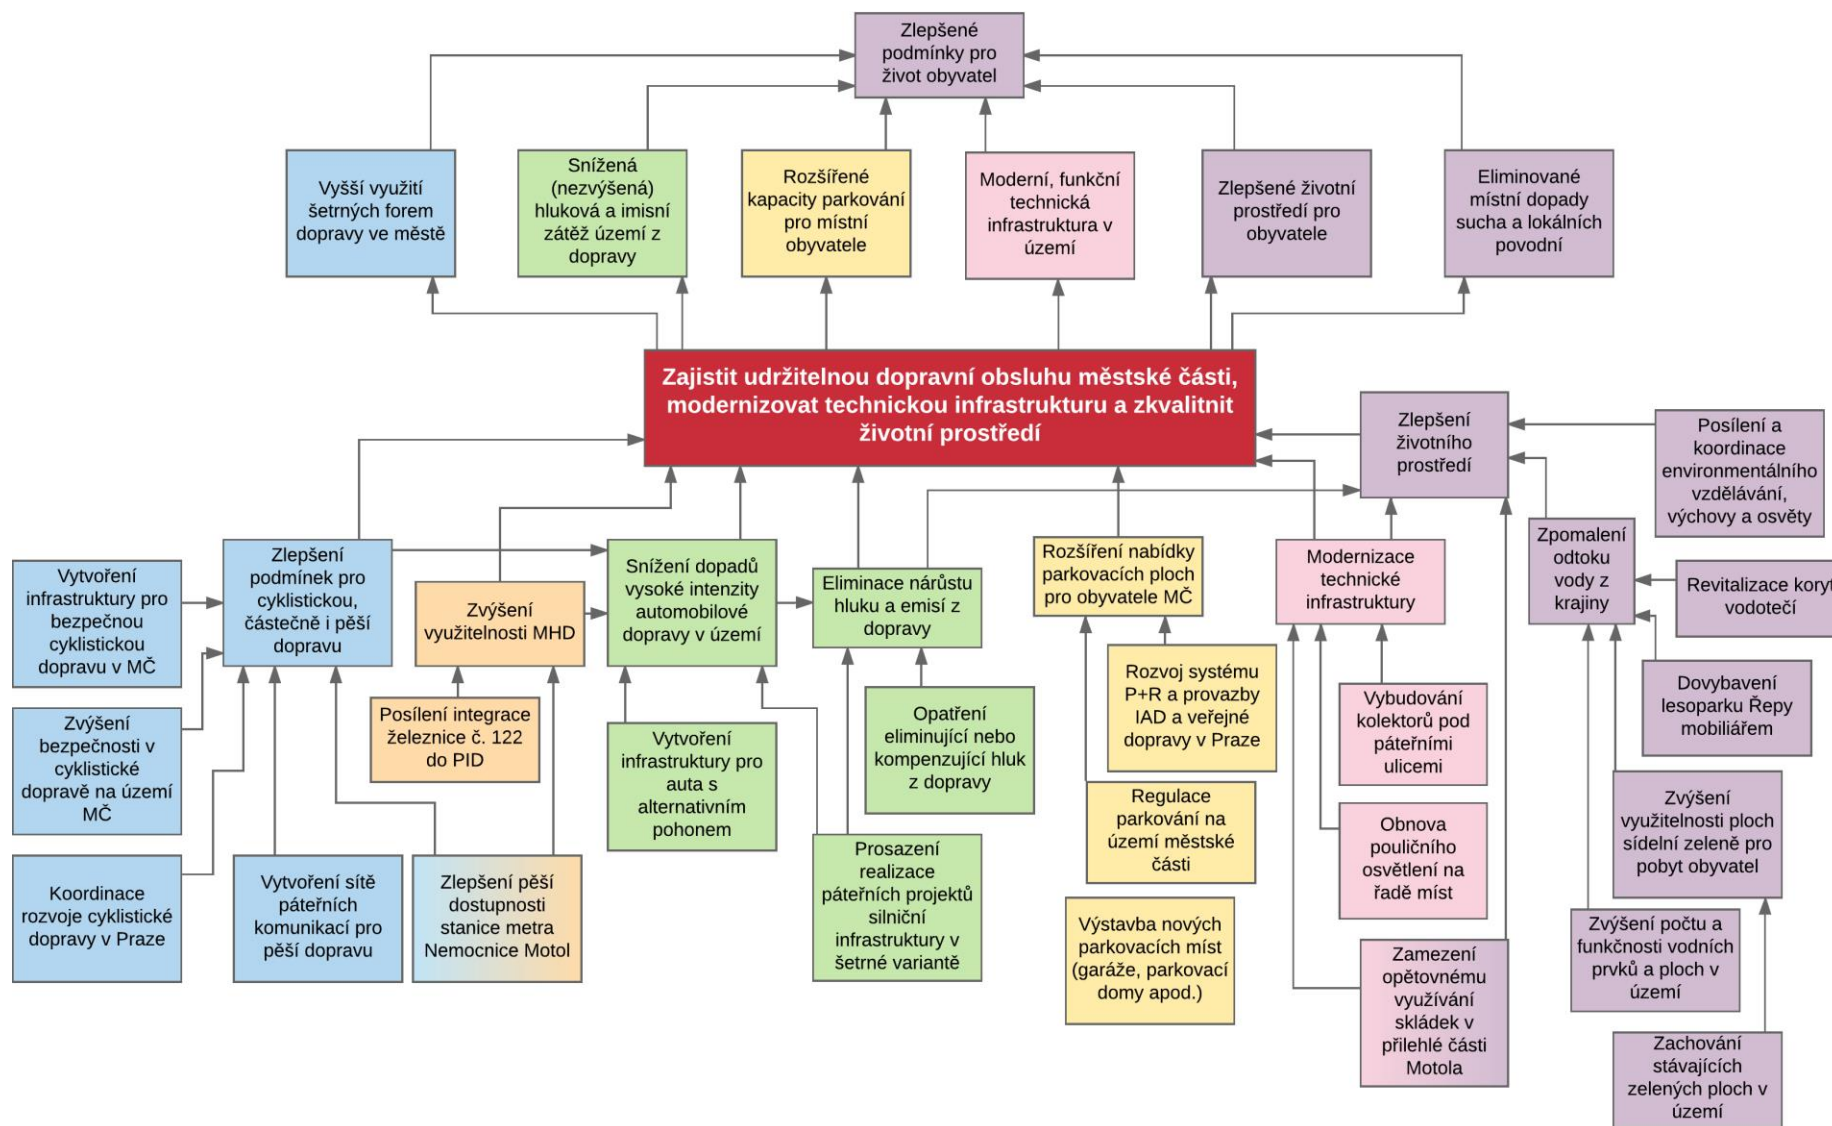 Zlepšené
podmínky pro
život obyvatel
Vyšší využití
šetrných forem
dopravy ve městě
Snížená
(nezvýšená)
hluková a imisní
zátěž území z
dopravy
Rozšířené
kapacity parkování
pro místní
obyvatele
Moderní, funkční
technická
infrastruktura v
území
Zlepšené životní
prostředí pro
obyvatele
Eliminované
místní dopady
sucha a lokálních
povodní
Zajistit udržitelnou dopravní obsluhu městské části,
modernizovat technickou infrastrukturu a zkvalitnit
životní prostředí
Zlepšení
životního
prostředí
Posílení a
koordinace
environmentálního
vzdělávání,
výchovy a osvěty
Vytvoření
infrastruktury pro
bezpečnou
cyklistickou
dopravu v MČ
Zlepšení
podmínek pro
cyklistickou,
částečně i pěší
dopravu
Zvýšení
využitelnosti MHD
Snížení dopadů
vysoké intenzity
automobilové
dopravy v území
Eliminace nárůstu
hluku a emisí z
dopravy
Rozšíření nabídky
parkovacích ploch
pro obyvatele MČ
Modernizace
technické
infrastruktury
Zpomalení
odtoku
vody z
krajiny
Revitalizace koryt
vodotečí
Zvýšení
bezpečnosti v
cyklistické
dopravě na území
MČ
Posílení integrace
železnice č. 122
do PID
Vytvoření
infrastruktury pro
auta s
alternativním
pohonem
Opatření
eliminující nebo
kompenzující hluk
z dopravy
Rozvoj systému
P+R a provazby
IAD a veřejné
dopravy v Praze
Vybudování
kolektorů pod
páteřními
ulicemi
Dovybavení
lesoparku Řepy
mobiliářem
Koordinace
rozvoje cyklistické
dopravy v Praze
Vytvoření sítě
páteřních
komunikací pro
pěší dopravu
Zlepšení pěší
dostupnosti
stanice metra
Nemocnice Motol
Prosazení
realizace
páteřních projektů
silniční
infrastruktury v
šetrné variantě
Regulace
parkování na
území městské
části
Obnova
pouličního
osvětlení na
řadě míst
Zvýšení
využitelnosti ploch
sídelní zeleně pro
pobyt obyvatel
Výstavba nových
parkovacích míst
(garáže, parkovací
domy apod.)
Zamezení
opětovnému
využívání
skládek v
přilehlé části
Motola
Zvýšení počtu a
funkčnosti vodních
prvků a ploch v
území
Zachování
stávajících
zelených ploch v
území